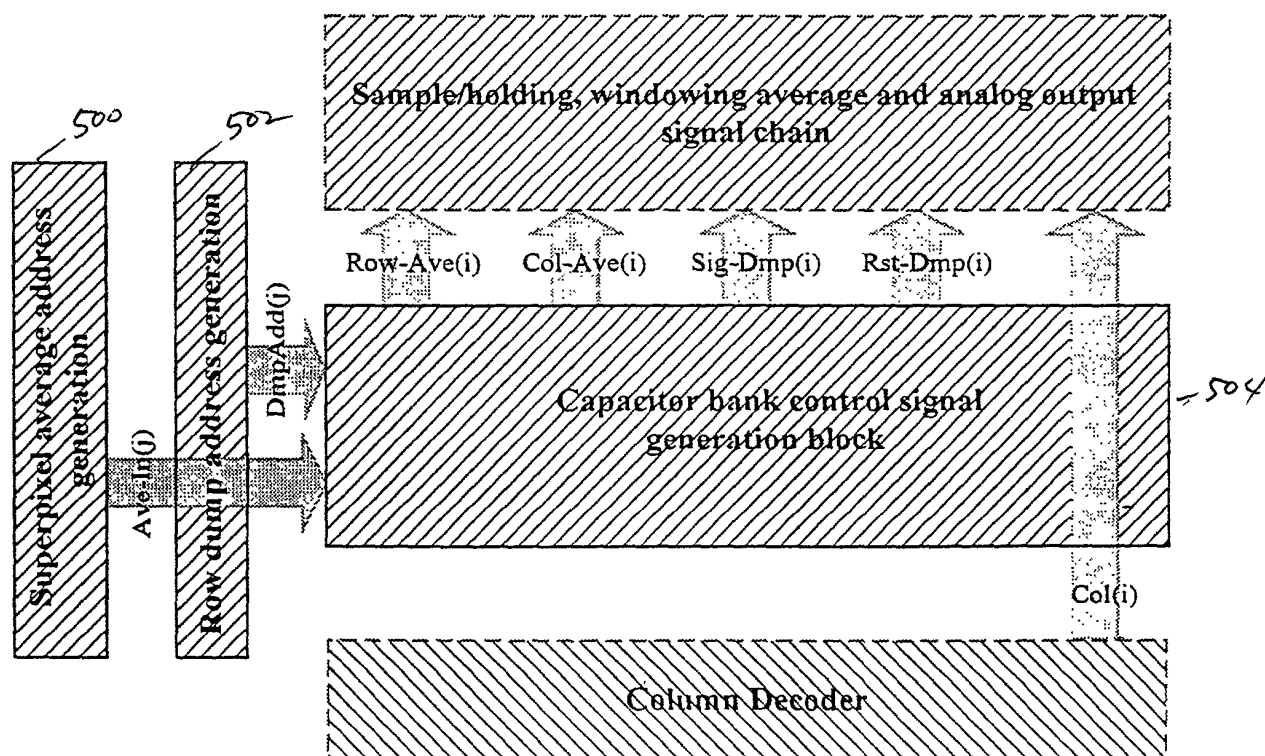 Sample/holding, windowing average and analog output
signal chain
500
502
Superpixel average address
generation
Row dump address generation
Row-Ave(i)
Col-Ave(i)
Sig-Dmp(i)
Rst-Dmp(i)
DmpAdd(j)
Ave-In(j)
Capacitor bank control signal
generation block
504
Col(i)
Column Decoder